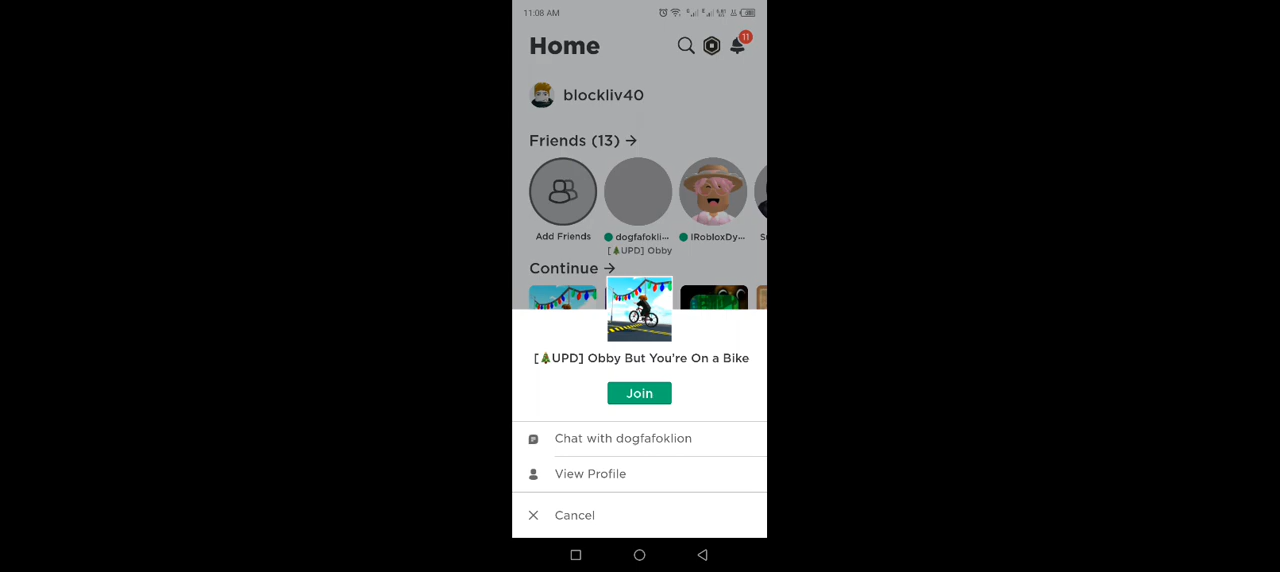 11:08 AM
Home
11
blockliv40
Friends (13) →
Add Friends
dogfafokli...
[🌲UPD] Obby
IRobloxDy...
Continue →
[🌲UPD] Obby But You're On a Bike
Join
Chat with dogfafoklion
View Profile
Cancel